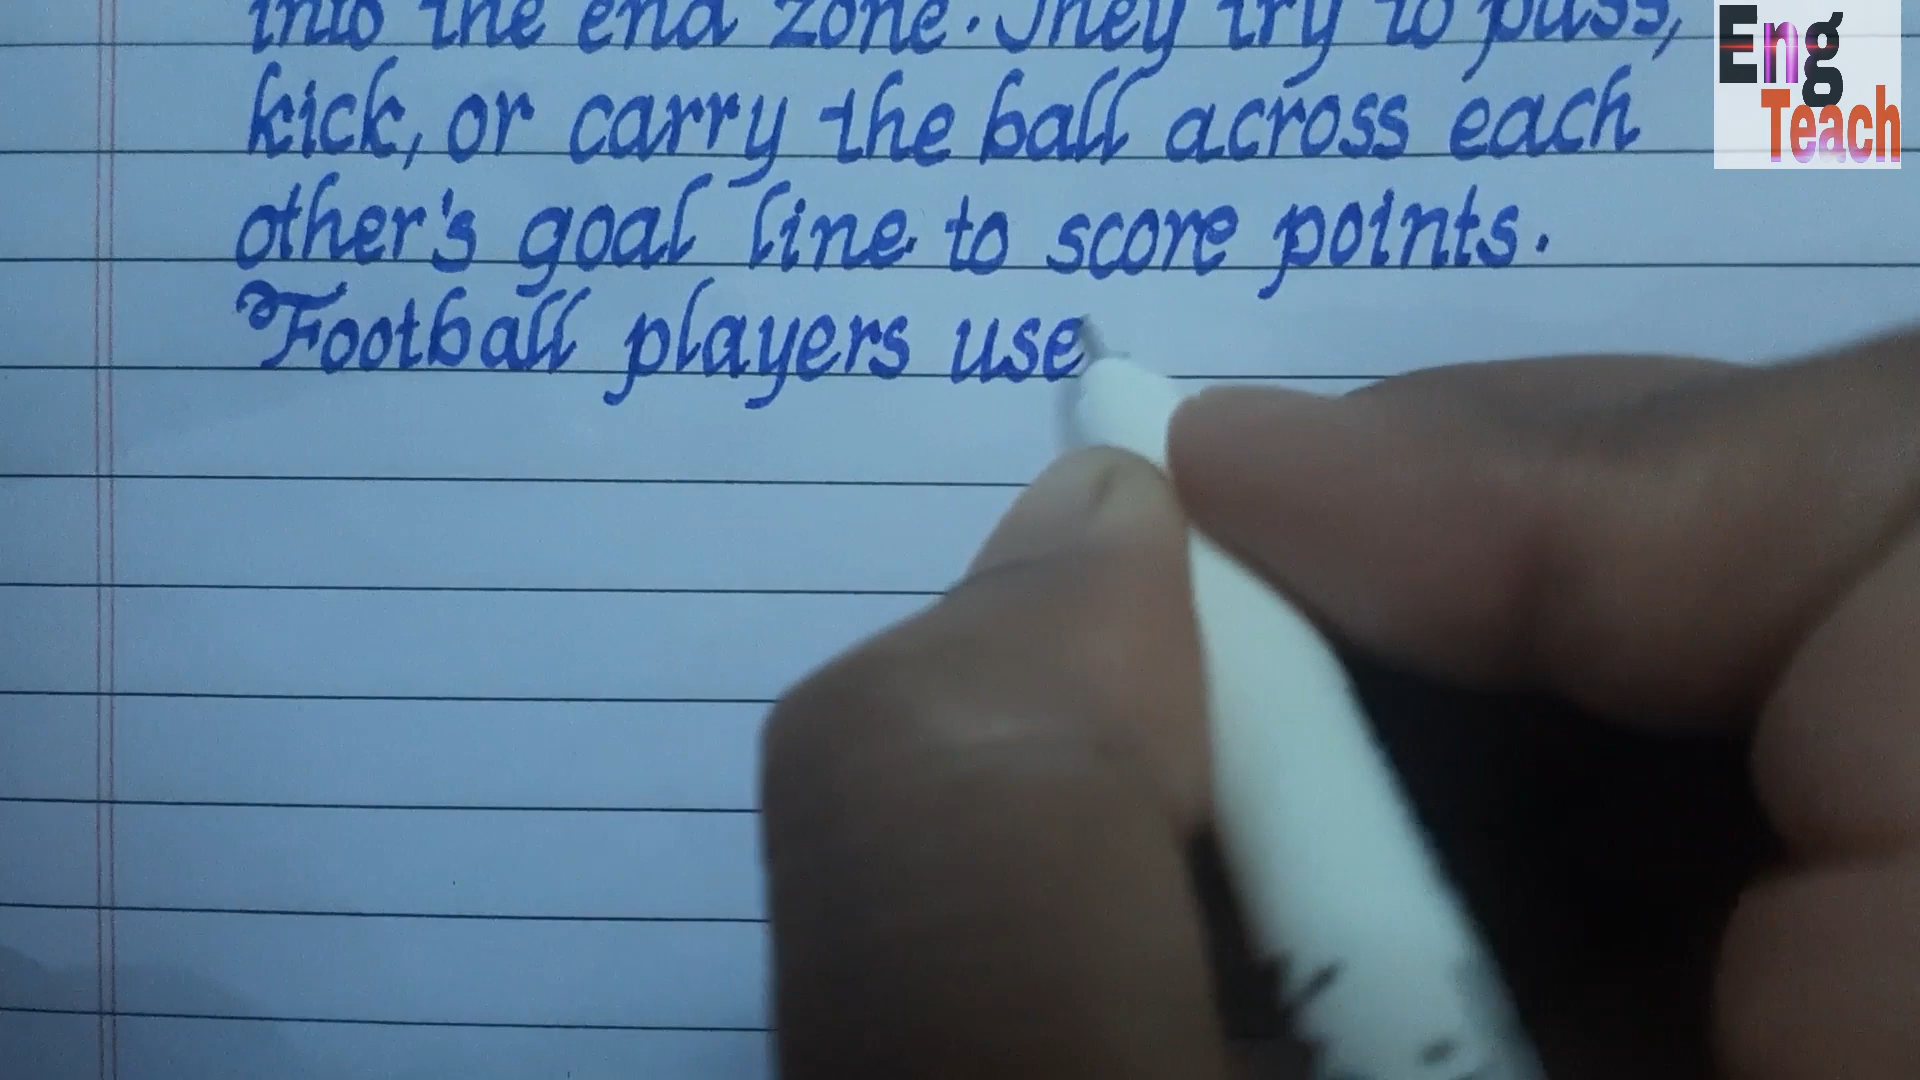 into the end zone. They try to pass,
kick, or carry the ball across each
other's goal line to score points.
Football players use
Eng
Teach